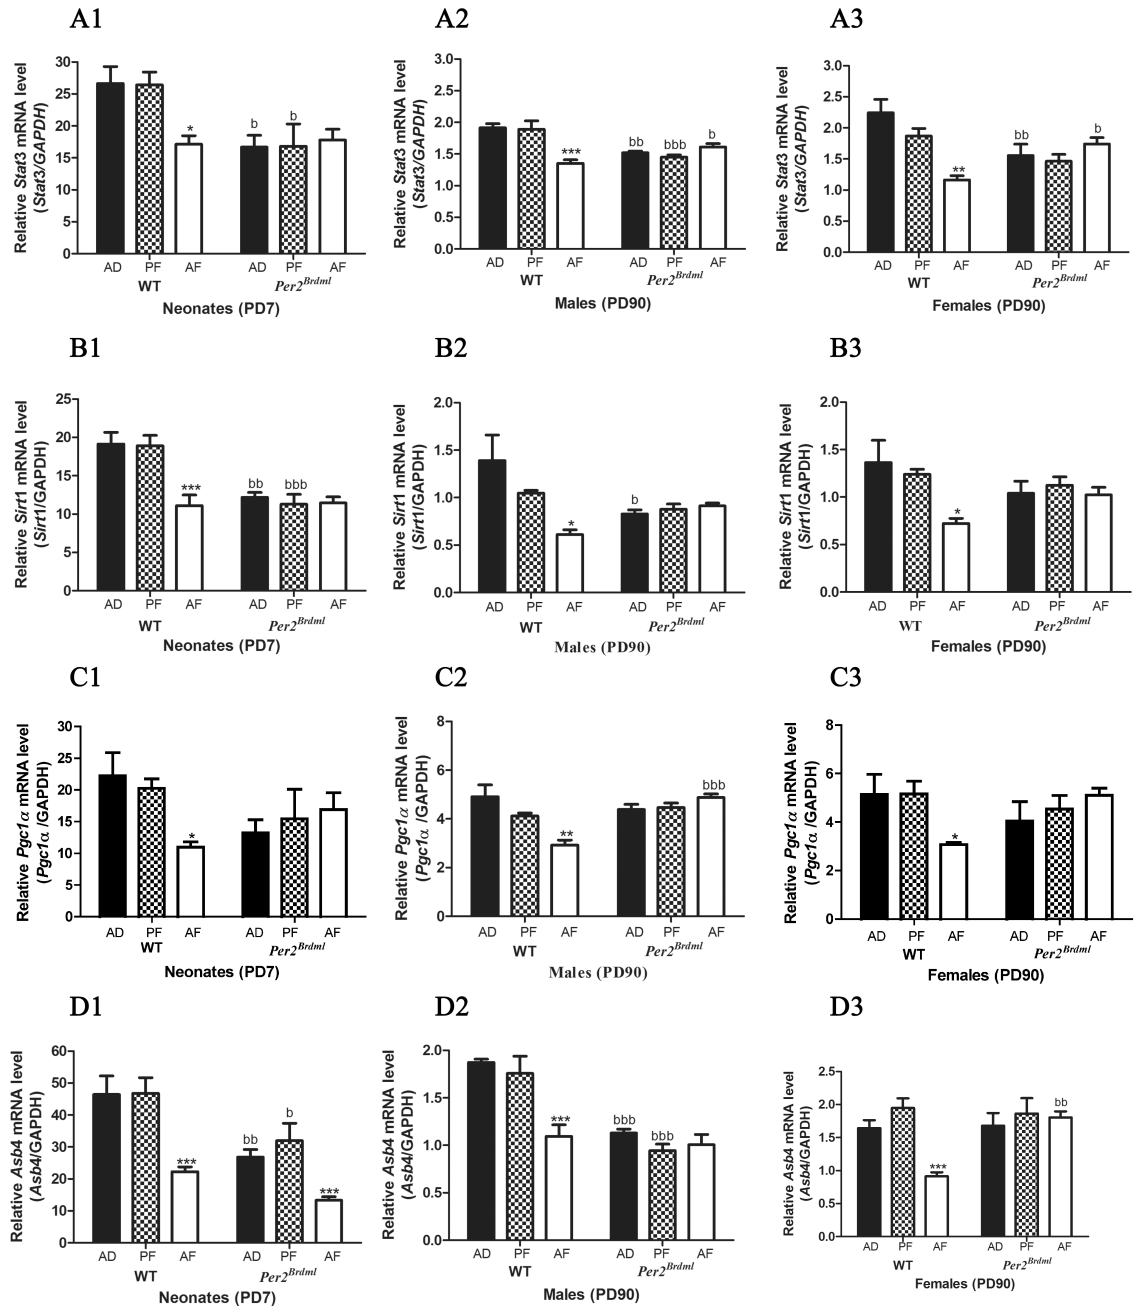 A1
Relative Stat3 mRNA level
(Stat3/GAPDH)
30
25
20
15
10
5
0
*
b
b
AD PF AF AD PF AF
WT Per2Brdml
Neonates (PD7)
A2
Relative Stat3 mRNA level
(Stat3/GAPDH)
3.0
2.5
2.0
1.5
1.0
0.5
0.0
***
bb
bbb
b
AD PF AF AD PF AF
WT Per2Brdml
Males (PD90)
A3
Relative Stat3 mRNA level
(Stat3/GAPDH)
3.0
2.5
2.0
1.5
1.0
0.5
0.0
**
bb
b
AD PF AF AD PF AF
WT Per2Brdml
Females (PD90)
B1
Relative Sirt1 mRNA level
(Sirt1/GAPDH)
25
20
15
10
5
0
***
bb
bbb
AD PF AF AD PF AF
WT Per2Brdml
Neonates (PD7)
B2
Relative Sirt1 mRNA level
(Sirt1/GAPDH)
2.0
1.5
1.0
0.5
0.0
*
b
AD PF AF AD PF AF
WT Per2Brdml
Males (PD90)
B3
Relative Sirt1 mRNA level
(Sirt1/GAPDH)
2.0
1.5
1.0
0.5
0.0
*
AD PF AF AD PF AF
WT Per2Brdml
Females (PD90)
C1
Relative Pgc1α mRNA level
(Pgc1α /GAPDH)
30
25
20
15
10
5
0
*
AD PF AF AD PF AF
WT Per2Brdml
Neonates (PD7)
C2
Relative Pgc1α mRNA level
(Pgc1α /GAPDH)
8
6
4
2
0
**
bbb
AD PF AF AD PF AF
WT Per2Brdml
Males (PD90)
C3
Relative Pgc1α mRNA level
(Pgc1α /GAPDH)
8
6
4
2
0
*
AD PF AF AD PF AF
WT Per2Brdml
Females (PD90)
D1
Relative Asb4 mRNA level
(Asb4/GAPDH)
60
50
40
30
20
10
0
***
bb
b
***
AD PF AF AD PF AF
WT Per2Brdml
Neonates (PD7)
D2
Relative Asb4 mRNA level
(Asb4/GAPDH)
2.0
1.5
1.0
0.5
0.0
***
bbb
bbb
AD PF AF AD PF AF
WT Per2Brdml
Males (PD90)
D3
Relative Asb4 mRNA level
(Asb4/GAPDH)
2.5
2.0
1.5
1.0
0.5
0.0
***
bb
AD PF AF AD PF AF
WT Per2Brdml
Females (PD90)